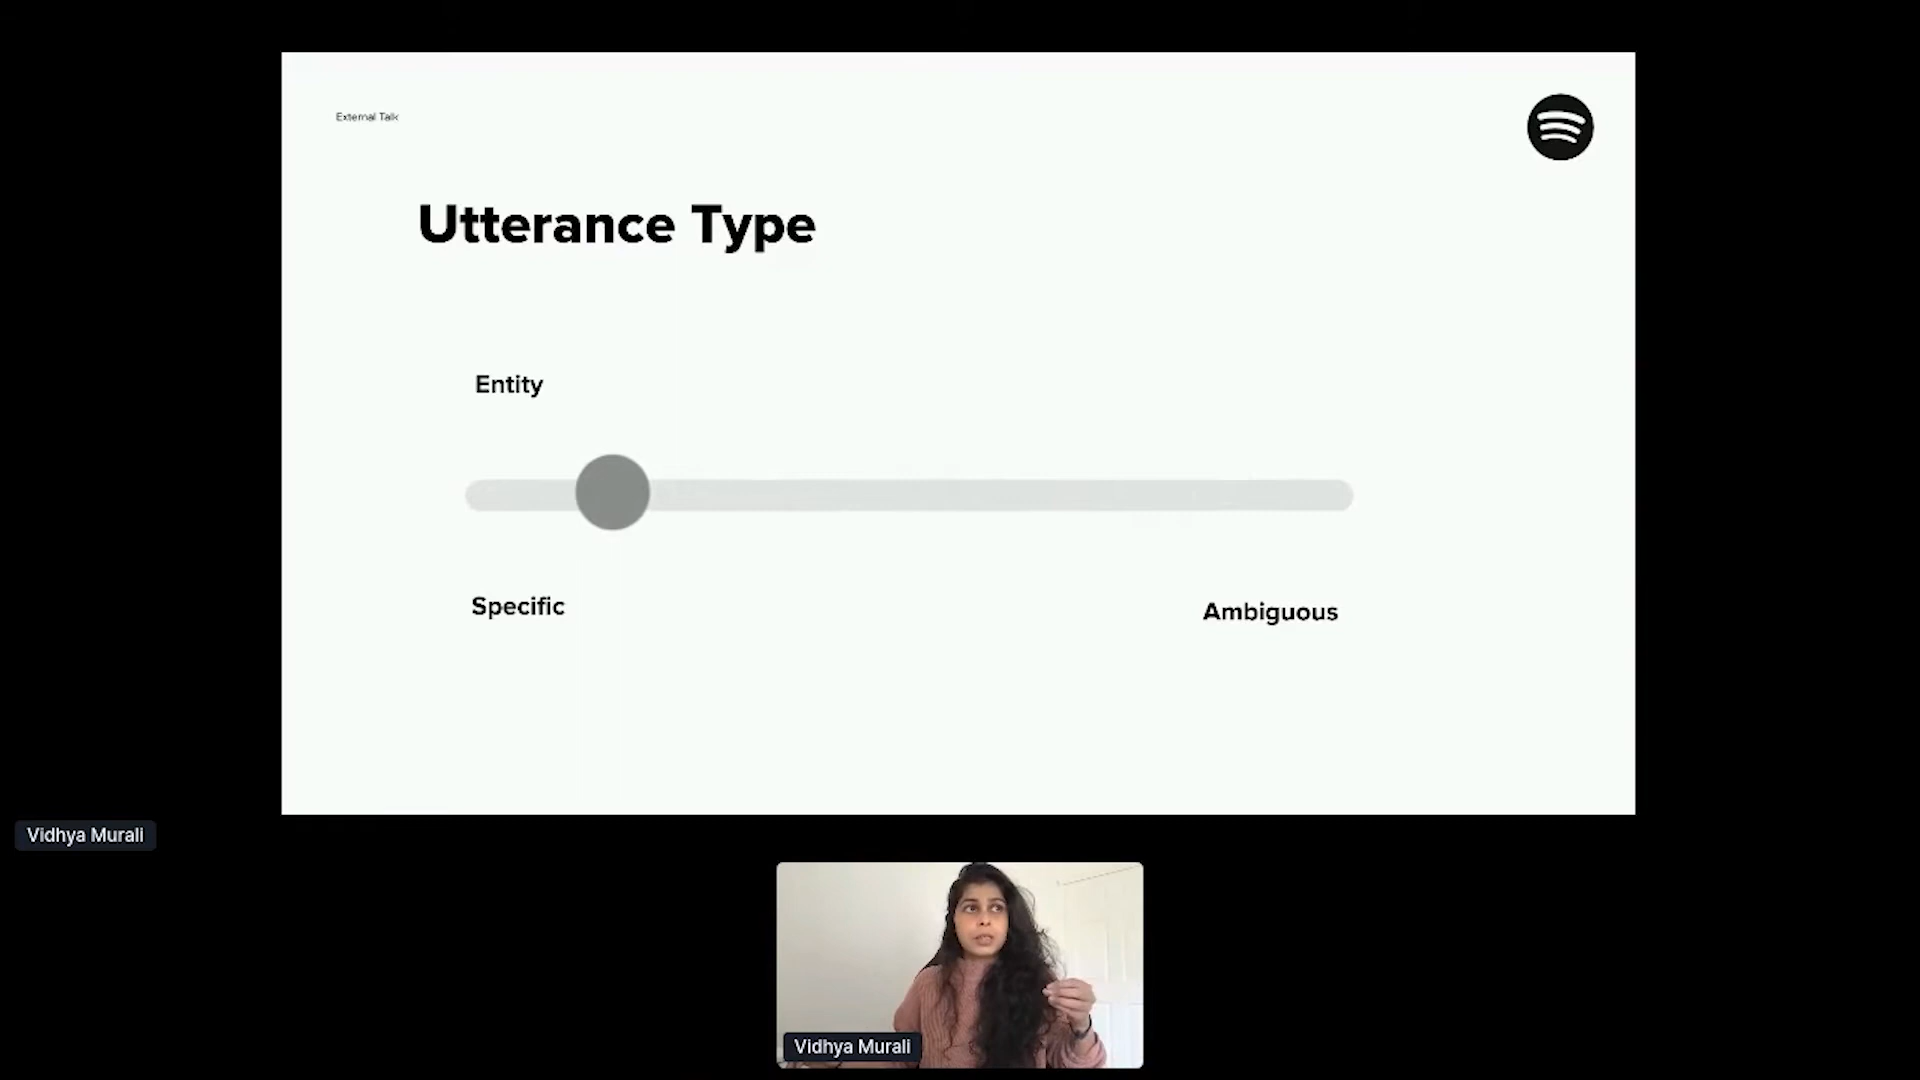 External Talk
Utterance Type
Entity
Specific
Ambiguous
Vidhya Murali
Vidhya Murali